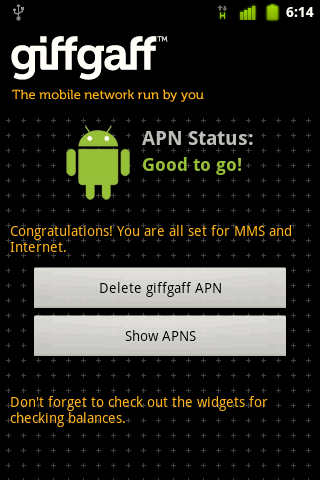 6:14
giffgaff™
The mobile network run by you
APN Status:
Good to go!
Congratulations! You are all set for MMS and
Internet.
Delete giffgaff APN
Show APNS
Don't forget to check out the widgets for
checking balances.